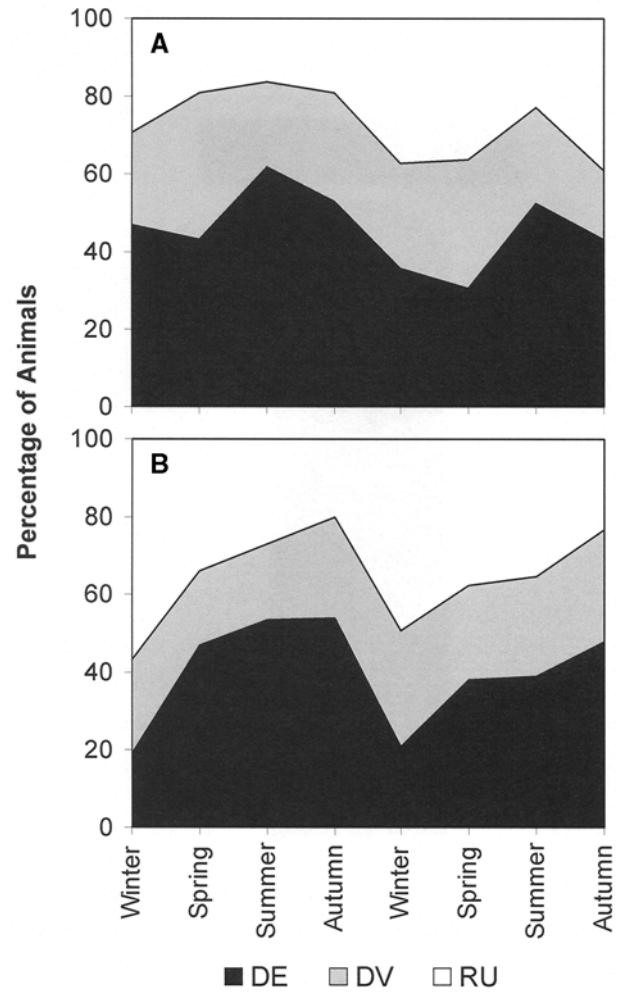 Percentage of Animals
A
100
80
60
40
20
0
B
100
80
60
40
20
0
Winter
Spring
Summer
Autumn
Winter
Spring
Summer
Autumn
DE DV RU